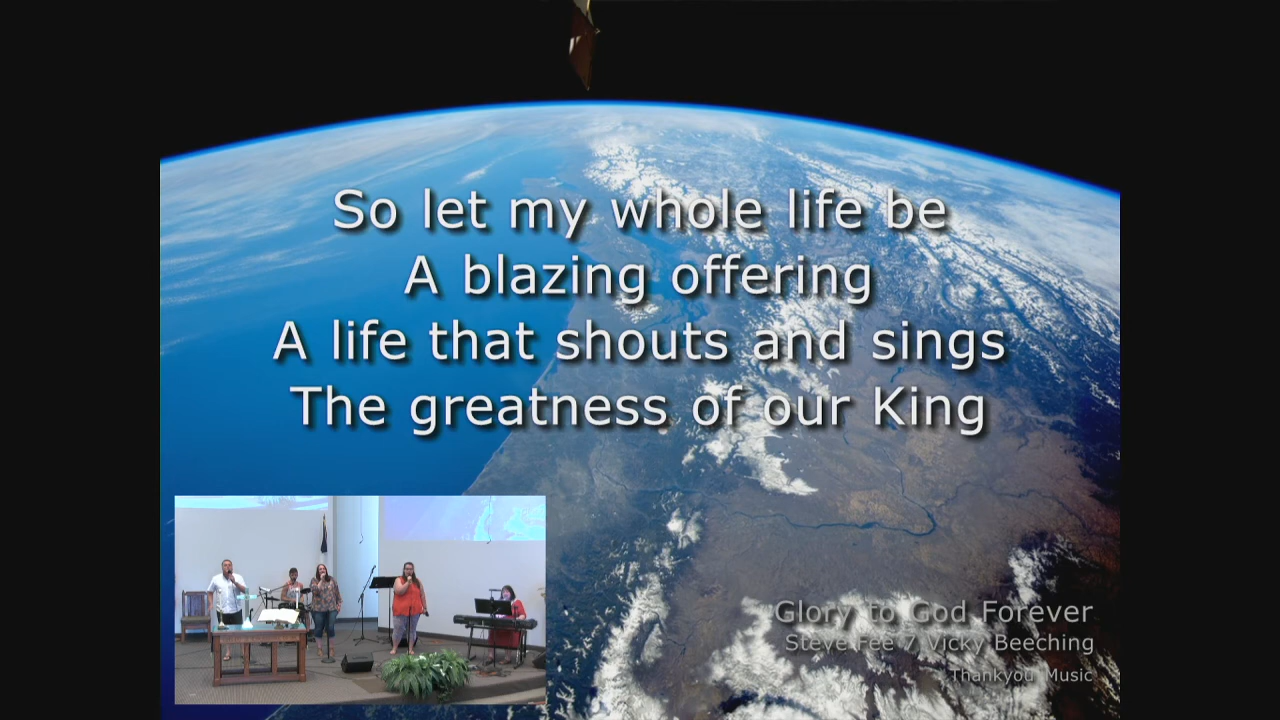 So let my whole life be
A blazing offering
A life that shouts and sings
The greatness of our King
Glory to God Forever
Steve Fee 7 Vicky Beeching
Thankyou Music